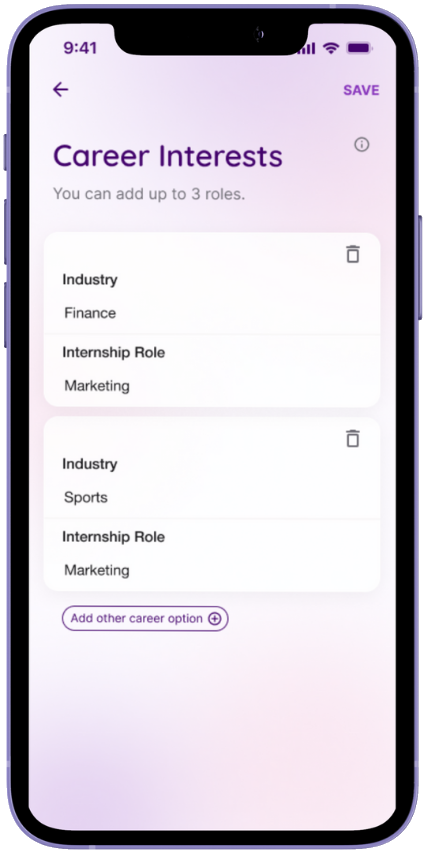 9:41
SAVE
Career Interests
You can add up to 3 roles.
Industry
Finance
Internship Role
Marketing
Industry
Sports
Internship Role
Marketing
Add other career option